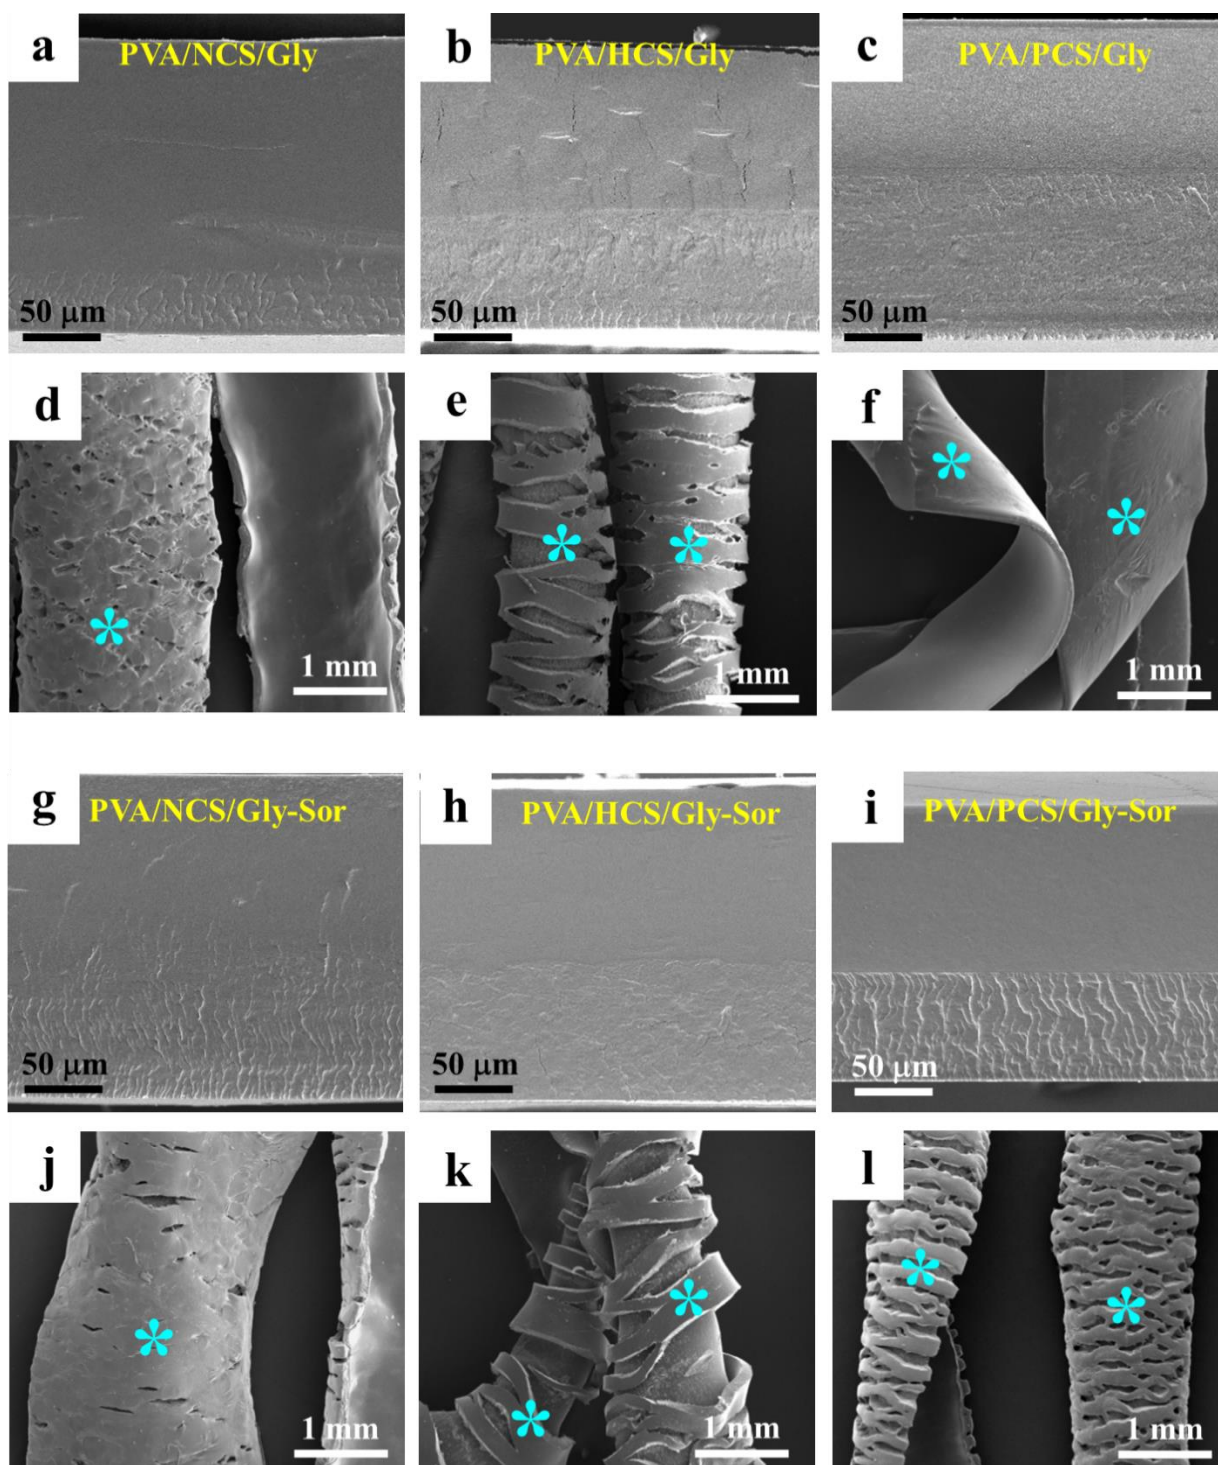 a
PVA/NCS/Gly
50 μm
b
PVA/HCS/Gly
50 μm
c
PVA/PCS/Gly
50 μm
d
1 mm
e
1 mm
f
1 mm
g
PVA/NCS/Gly-Sor
50 μm
h
PVA/HCS/Gly-Sor
50 μm
i
PVA/PCS/Gly-Sor
50 μm
j
1 mm
k
1 mm
l
1 mm